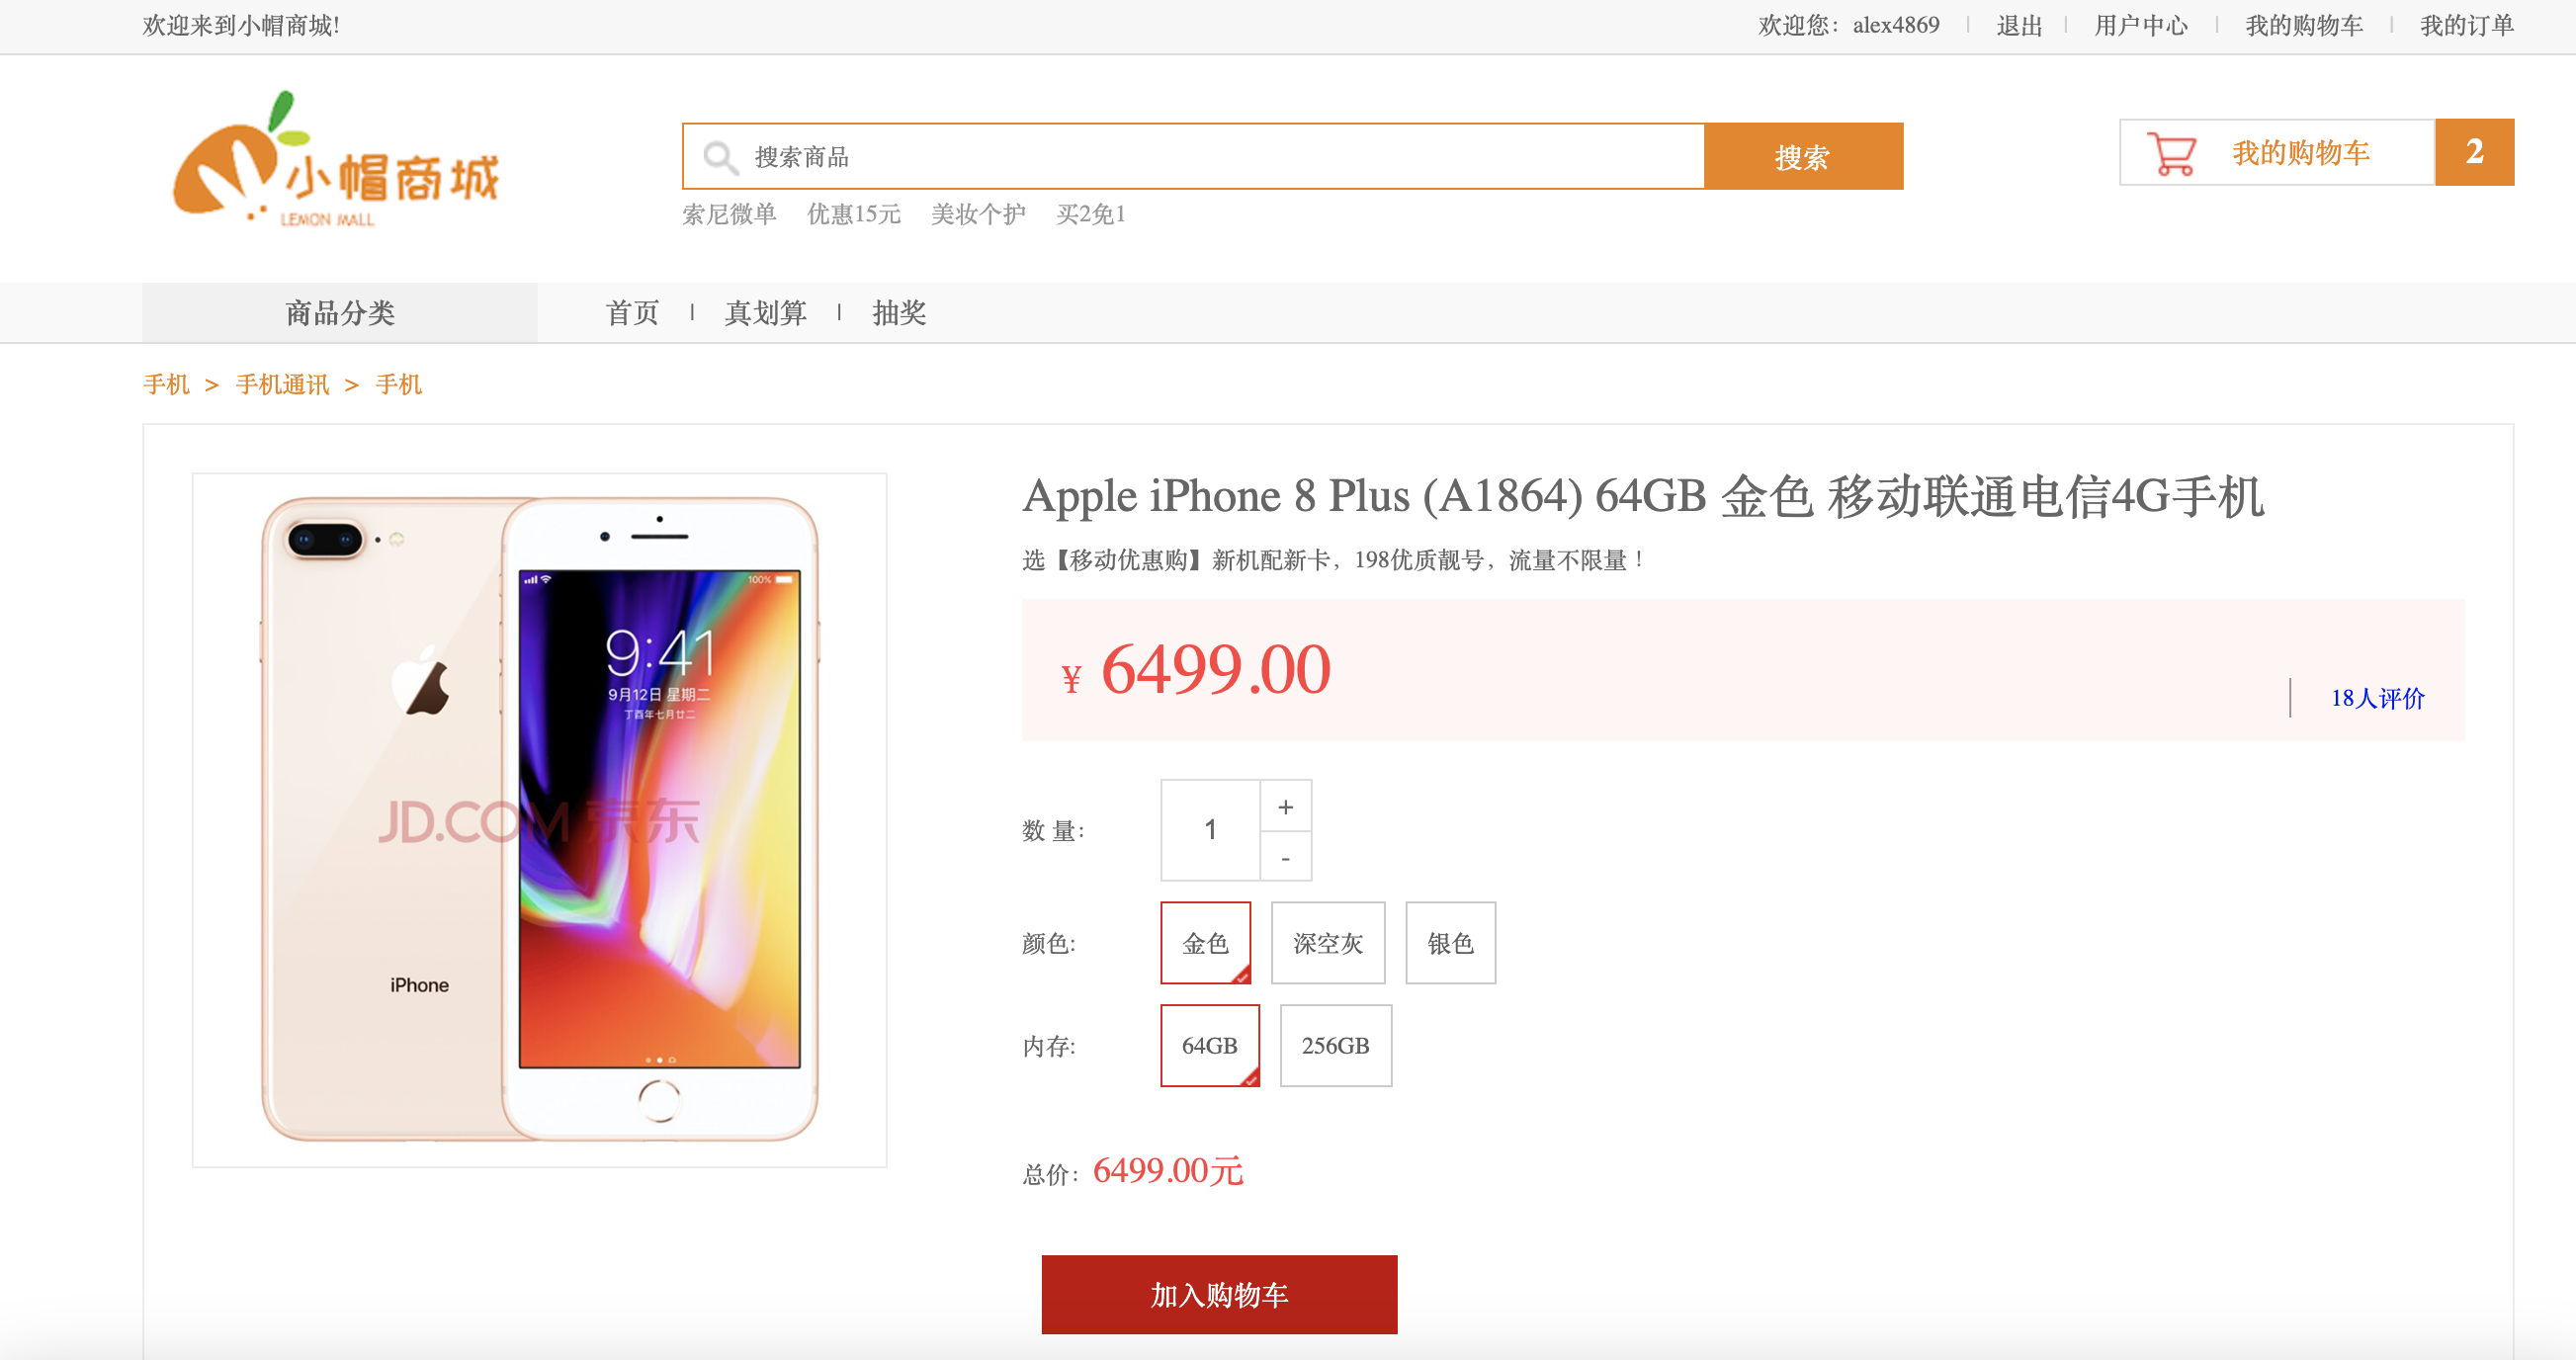 欢迎来到小帽商城!
欢迎您：alex4869 | 退出 | 用户中心 | 我的购物车 | 我的订单
小帽商城
LEMON MALL
搜索商品
搜索
我的购物车
2
索尼微单 优惠15元 美妆个护 买2免1
商品分类 首页 | 真划算 | 抽奖
手机 > 手机通讯 > 手机
Apple iPhone 8 Plus (A1864) 64GB 金色 移动联通电信4G手机
选【移动优惠购】新机配新卡，198优质靓号，流量不限量！
¥ 6499.00
18人评价
100%
9:41
9月12日 星期二
丁酉年七月廿二
JD.COM 京东
iPhone
数 量： 1 + -
颜色: 金色 深空灰 银色
内存: 64GB 256GB
总价：6499.00元
加入购物车